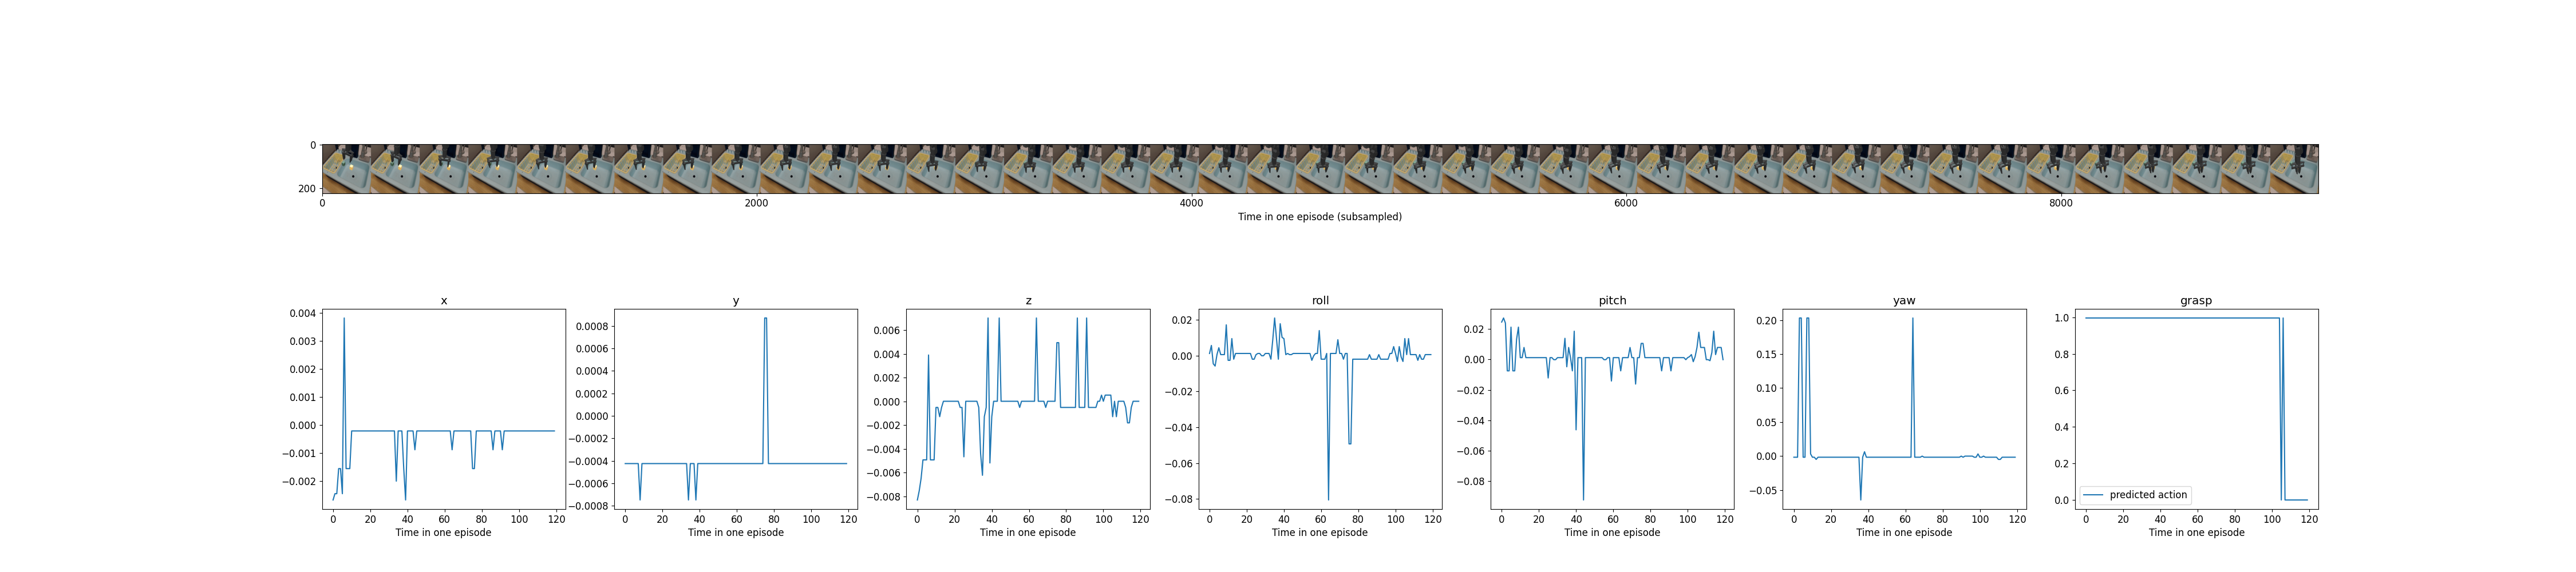 0
200
0 2000 4000 6000 8000
Time in one episode (subsampled)
x
0.004
0.003
0.002
0.001
0.000
−0.001
−0.002
0 20 40 60 80 100 120
Time in one episode
y
0.0008
0.0006
0.0004
0.0002
0.0000
−0.0002
−0.0004
−0.0006
−0.0008
0 20 40 60 80 100 120
Time in one episode
z
0.006
0.004
0.002
0.000
−0.002
−0.004
−0.006
−0.008
0 20 40 60 80 100 120
Time in one episode
roll
0.02
0.00
−0.02
−0.04
−0.06
−0.08
0 20 40 60 80 100 120
Time in one episode
pitch
0.02
0.00
−0.02
−0.04
−0.06
−0.08
0 20 40 60 80 100 120
Time in one episode
yaw
0.20
0.15
0.10
0.05
0.00
−0.05
0 20 40 60 80 100 120
Time in one episode
grasp
1.0
0.8
0.6
0.4
0.2
0.0
predicted action
0 20 40 60 80 100 120
Time in one episode